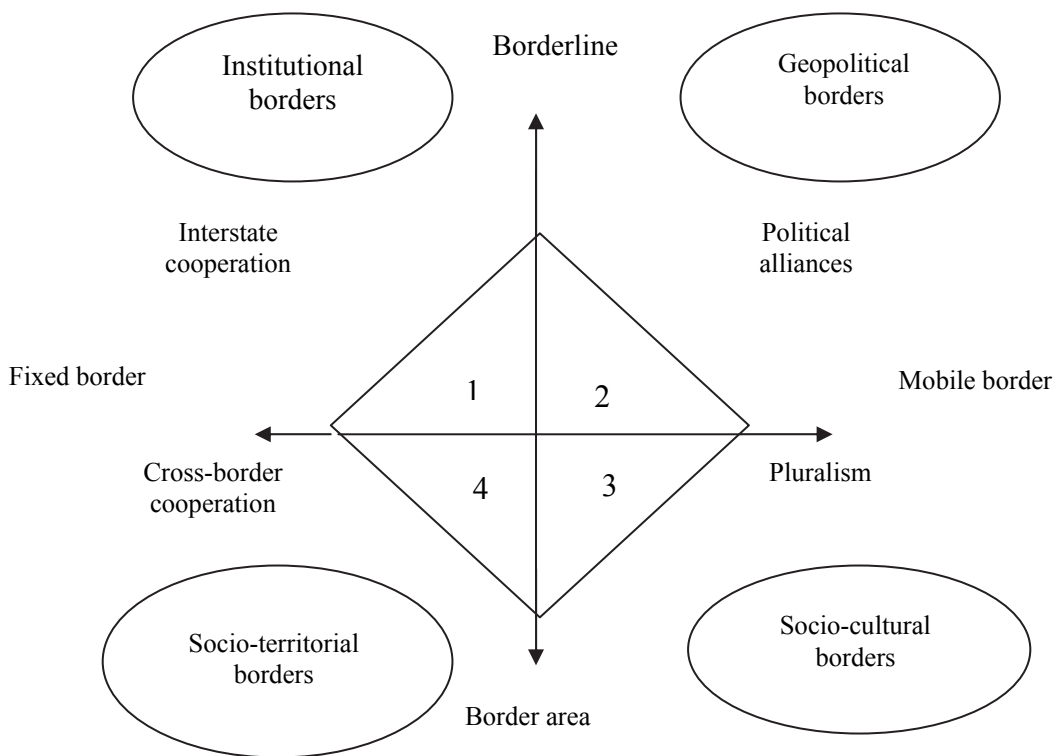 Borderline
Institutional
borders
Geopolitical
borders
Interstate
cooperation
Political
alliances
Fixed border
Mobile border
1
2
Cross-border
cooperation
4
3
Pluralism
Socio-territorial
borders
Socio-cultural
borders
Border area